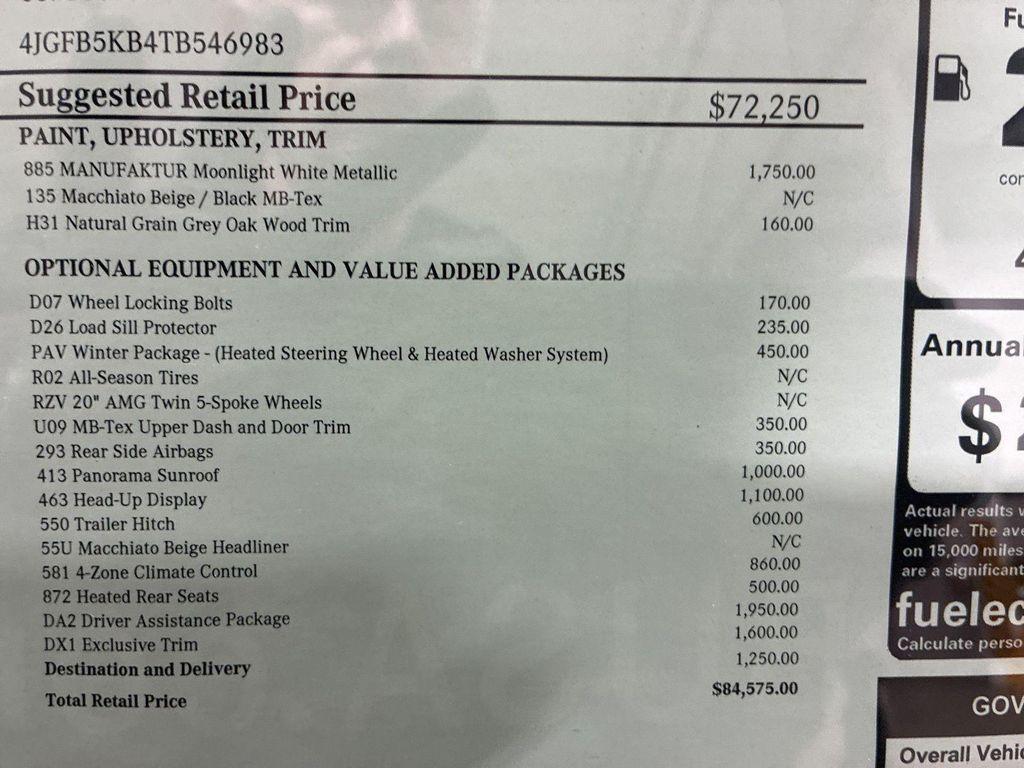 4JGFB5KB4TB546983
Suggested Retail Price $72,250
PAINT, UPHOLSTERY, TRIM
885 MANUFAKTUR Moonlight White Metallic 1,750.00
135 Macchiato Beige / Black MB-Tex N/C
H31 Natural Grain Grey Oak Wood Trim 160.00
OPTIONAL EQUIPMENT AND VALUE ADDED PACKAGES
D07 Wheel Locking Bolts 170.00
D26 Load Sill Protector 235.00
PAV Winter Package - (Heated Steering Wheel & Heated Washer System) 450.00
R02 All-Season Tires N/C
RZV 20" AMG Twin 5-Spoke Wheels N/C
U09 MB-Tex Upper Dash and Door Trim 350.00
293 Rear Side Airbags 350.00
413 Panorama Sunroof 1,000.00
463 Head-Up Display 1,100.00
550 Trailer Hitch 600.00
55U Macchiato Beige Headliner N/C
581 4-Zone Climate Control 860.00
872 Heated Rear Seats 500.00
DA2 Driver Assistance Package 1,950.00
DX1 Exclusive Trim 1,600.00
Destination and Delivery 1,250.00
Total Retail Price $84,575.00
Fu
2
Annua
$
Actual results
vehicle. The ave
on 15,000 miles
are a significant
fuelec
Calculate perso
GOV
Overall Vehic